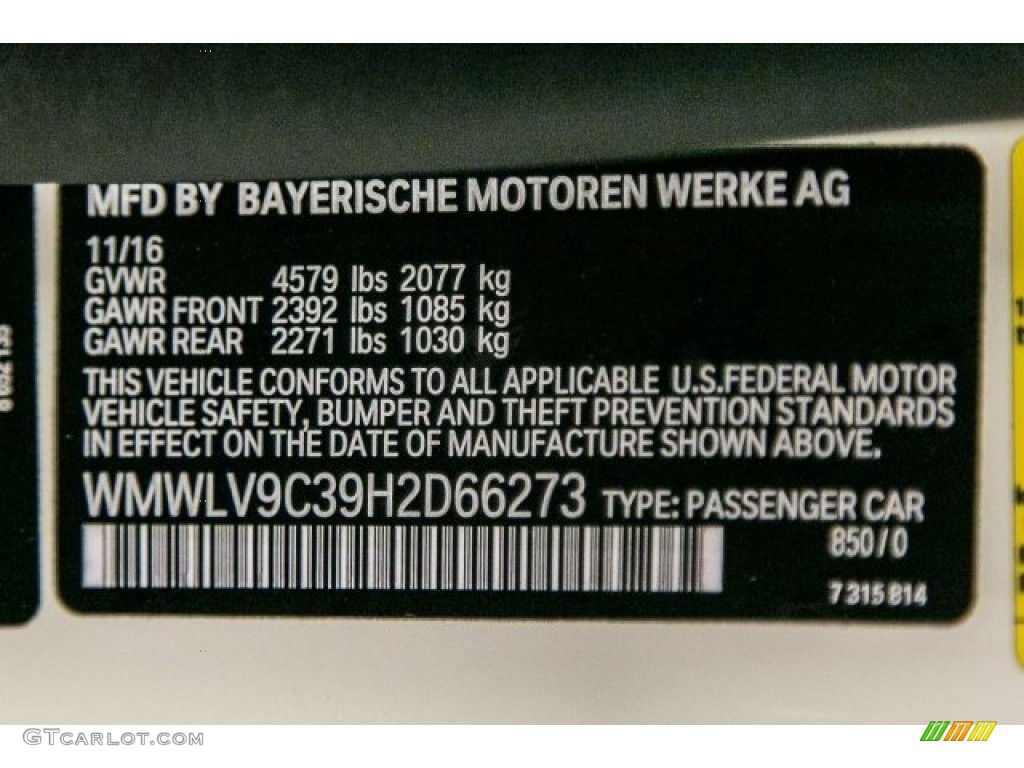 MFD BY BAYERISCHE MOTOREN WERKE AG
11/16
GVWR 4579 lbs 2077 kg
GAWR FRONT 2392 lbs 1085 kg
GAWR REAR 2271 lbs 1030 kg
THIS VEHICLE CONFORMS TO ALL APPLICABLE U.S.FEDERAL MOTOR
VEHICLE SAFETY, BUMPER AND THEFT PREVENTION STANDARDS
IN EFFECT ON THE DATE OF MANUFACTURE SHOWN ABOVE.
WMWLV9C39H2D66273 TYPE: PASSENGER CAR
850/0
7 315 814
GTCARLOT.COM